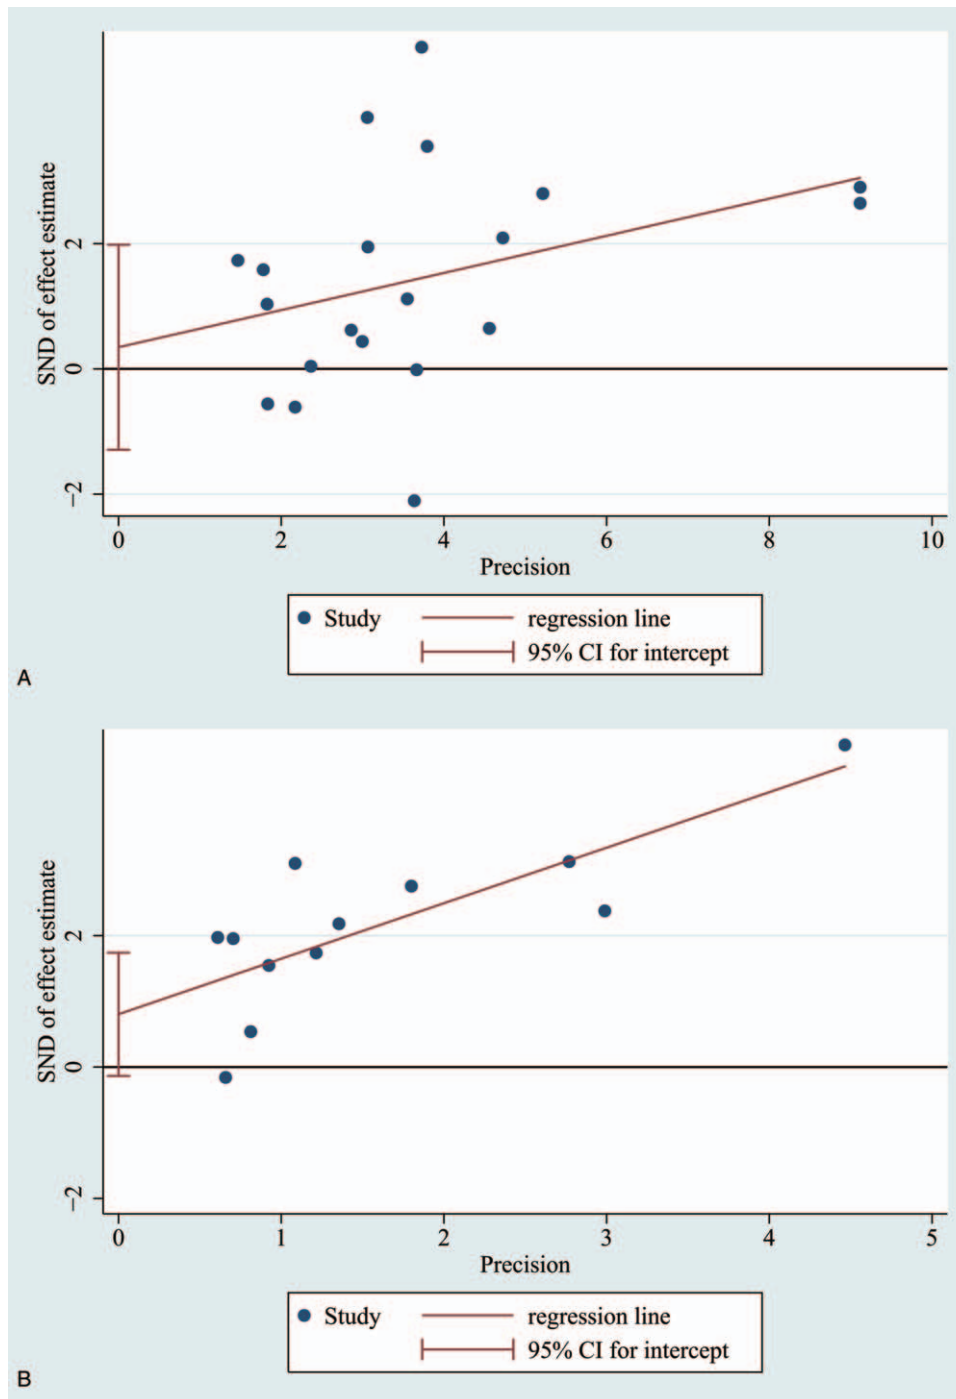 SND of effect estimate
2
0
−2
0 2 4 6 8 10
Precision
Study regression line
95% CI for intercept
A
SND of effect estimate
2
0
−2
0 1 2 3 4 5
Precision
Study regression line
95% CI for intercept
B